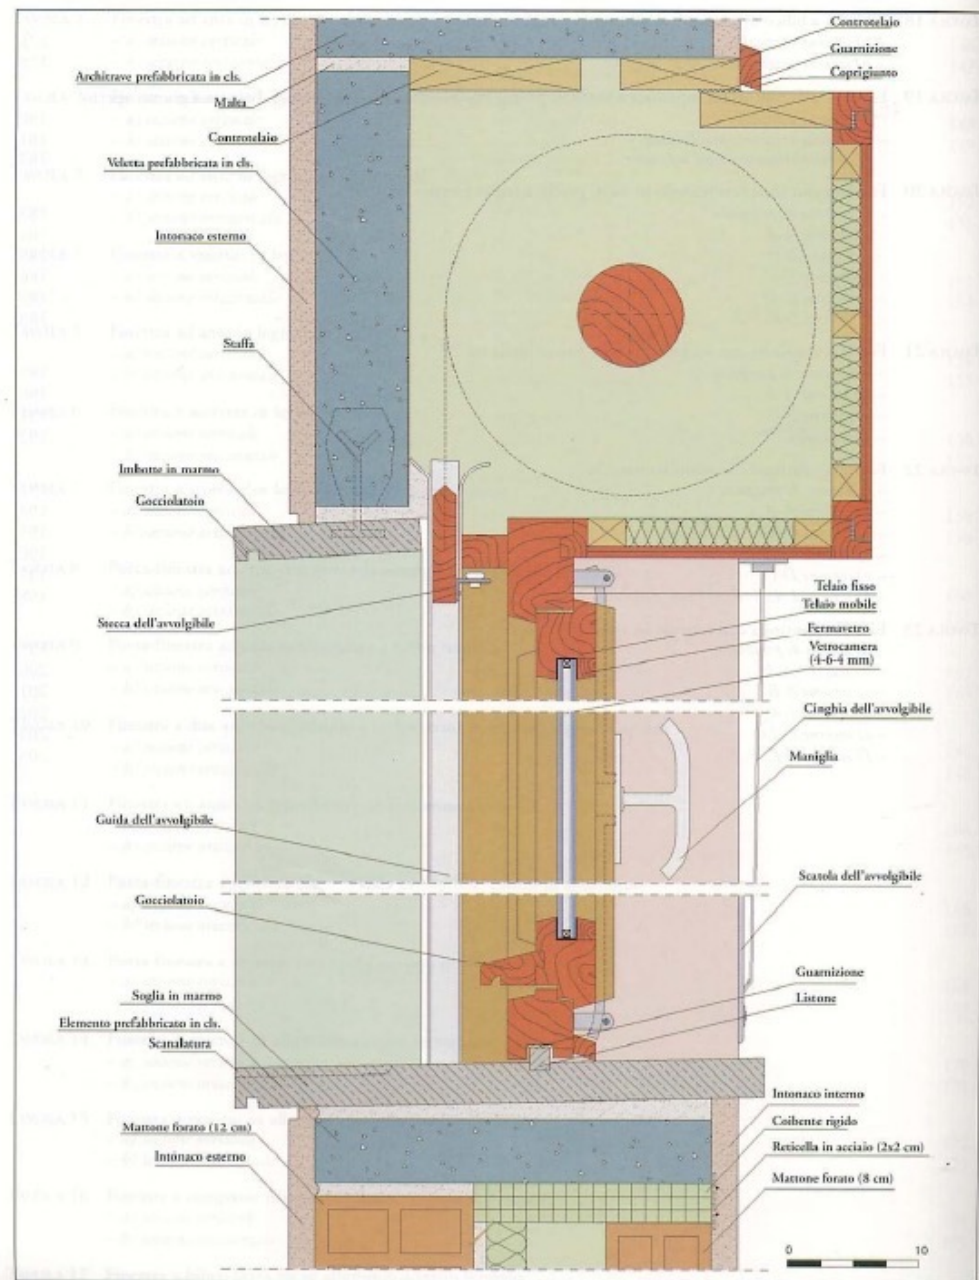 Controtelaio
Guarnizione
Coprigiunto
Architrave prefabbricata in cls.
Malta
Controtelaio
Veletta prefabbricata in cls.
Intonaco esterno
Staffa
Imbotte in marmo
Gocciolatoio
Stecca dell'avvolgibile
Telaio fisso
Telaio mobile
Fermavetro
Vetrocamera
(4-6-4 mm)
Cinghia dell'avvolgibile
Maniglia
Guida dell'avvolgibile
Scatola dell'avvolgibile
Gocciolatoio
Guarnizione
Listone
Soglia in marmo
Elemento prefabbricato in cls.
Scanalatura
Intonaco interno
Coibente rigido
Reticella in acciaio (2x2 cm)
Mattone forato (8 cm)
Mattone forato (12 cm)
Intonaco esterno
0 10